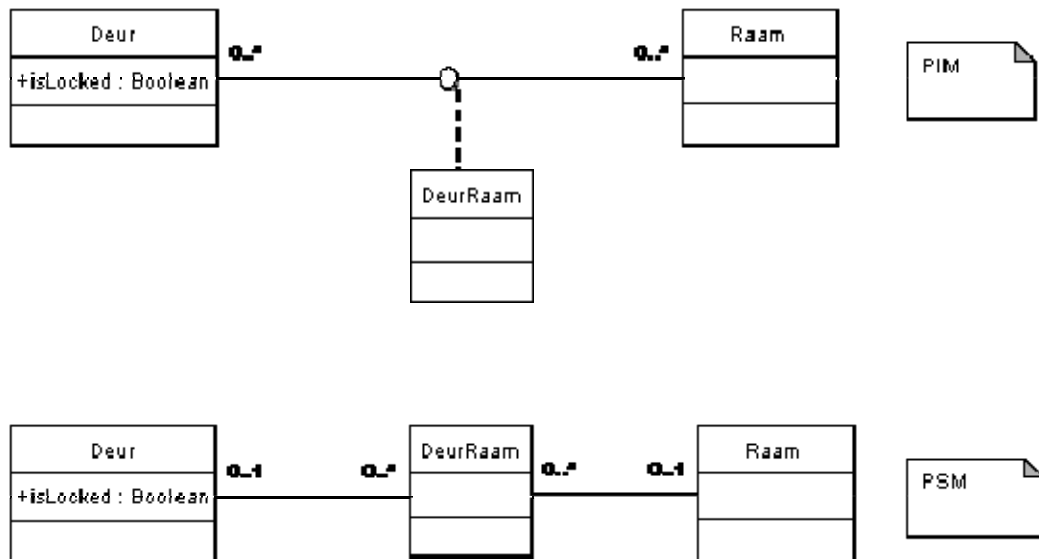 Deur
0..*
0..*
Raam
+isLocked : Boolean
PIM
DeurRaam
Deur
0..1
0..*
DeurRaam
0..*
0..1
Raam
+isLocked : Boolean
PSM